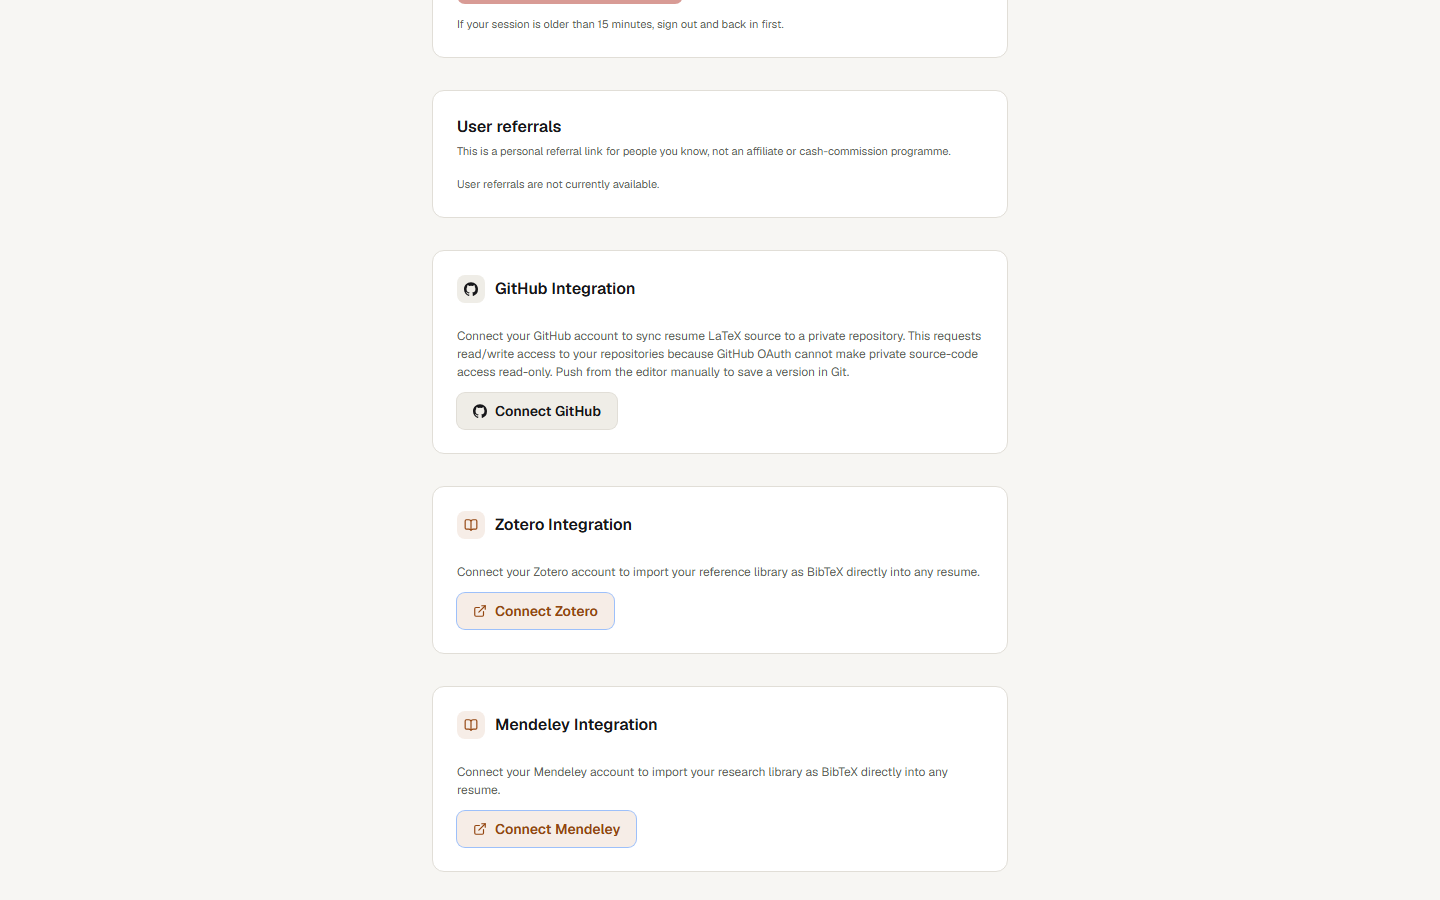 If your session is older than 15 minutes, sign out and back in first.
User referrals
This is a personal referral link for people you know, not an affiliate or cash-commission programme.
User referrals are not currently available.
GitHub Integration
Connect your GitHub account to sync resume LaTeX source to a private repository. This requests
read/write access to your repositories because GitHub OAuth cannot make private source-code
access read-only. Push from the editor manually to save a version in Git.
Connect GitHub
Zotero Integration
Connect your Zotero account to import your reference library as BibTeX directly into any resume.
Connect Zotero
Mendeley Integration
Connect your Mendeley account to import your research library as BibTeX directly into any
resume.
Connect Mendeley